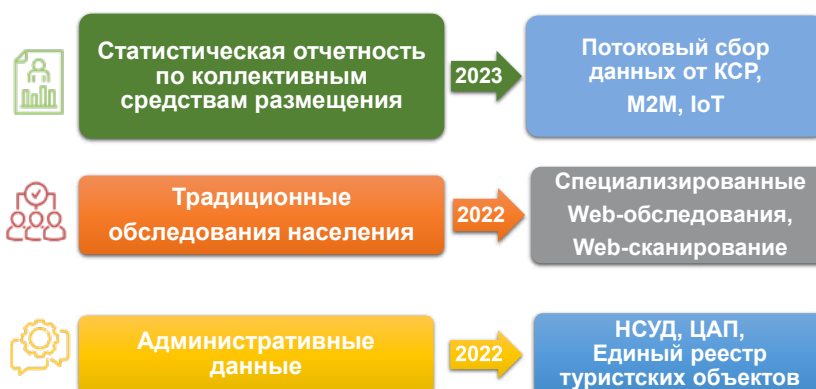 Статистическая отчетность
по коллективным
средствам размещения
2023
Потоковый сбор
данных от КСР,
M2M, IoT
Традиционные
обследования населения
2022
Специализированные
Web-обследования,
Web-сканирование
Административные
данные
2022
НСУД, ЦАП,
Единый реестр
туристских объектов